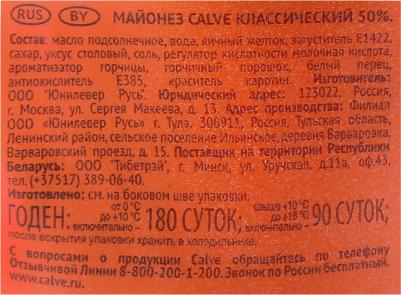 RUS BY МАЙОНЕЗ CALVE КЛАССИЧЕСКИЙ 50%.
Состав: масло подсолнечное, вода, яичный желток, загуститель Е1422,
сахар, уксус столовый, соль, регулятор кислотности молочная кислота,
ароматизатор горчицы, горчичный порошок, белый перец,
антиокислитель Е385, краситель каротин. Изготовитель:
ООО "Юнилевер Русь". Юридический адрес: 123022, Россия,
г. Москва, ул. Сергея Макеева, д. 13. Адрес производства: Филиал
ООО «Юнилевер Русь» г. Тула, 300911, Россия, Тульская область,
Ленинский район, сельское поселение Ильинское, деревня Варваровка,
Варваровский проезд, д. 15. Поставщик на территории Республики
Беларусь: ООО "Тибетрэй", г. Минск, ул. Уручская, д.11а, оф.43,
тел. (+37517) 389-06-40.
Изготовлено: см. на боковом шве упаковки.
ГОДЕН: от 0°С до +10°С включительно – 180 СУТОК; свыше +10°С до +18°С включительно – 90 СУТОК;
после вскрытия упаковки хранить в холодильнике.
С вопросами о продукции Calve обращайтесь по телефону
Отзывчивой Линии 8-800-200-1-200. Звонок по России бесплатный.
www.calve.ru